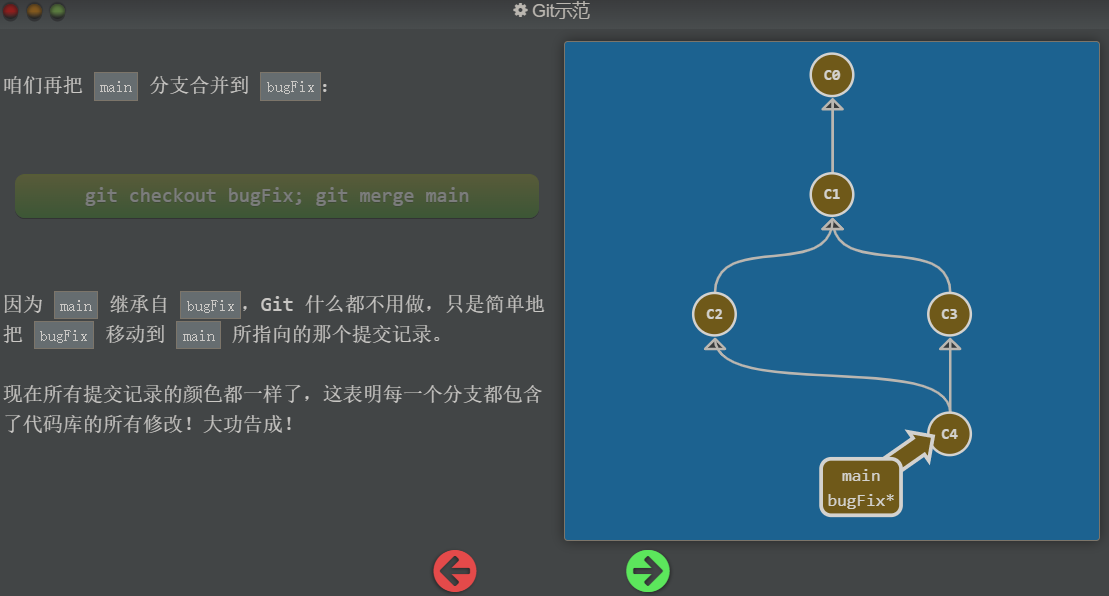 Git示范
咱们再把 main 分支合并到 bugFix：
git checkout bugFix; git merge main
因为 main 继承自 bugFix，Git 什么都不用做，只是简单地
把 bugFix 移动到 main 所指向的那个提交记录。
现在所有提交记录的颜色都一样了，这表明每一个分支都包含
了代码库的所有修改！大功告成！
C0
C1
C2
C3
C4
main
bugFix*